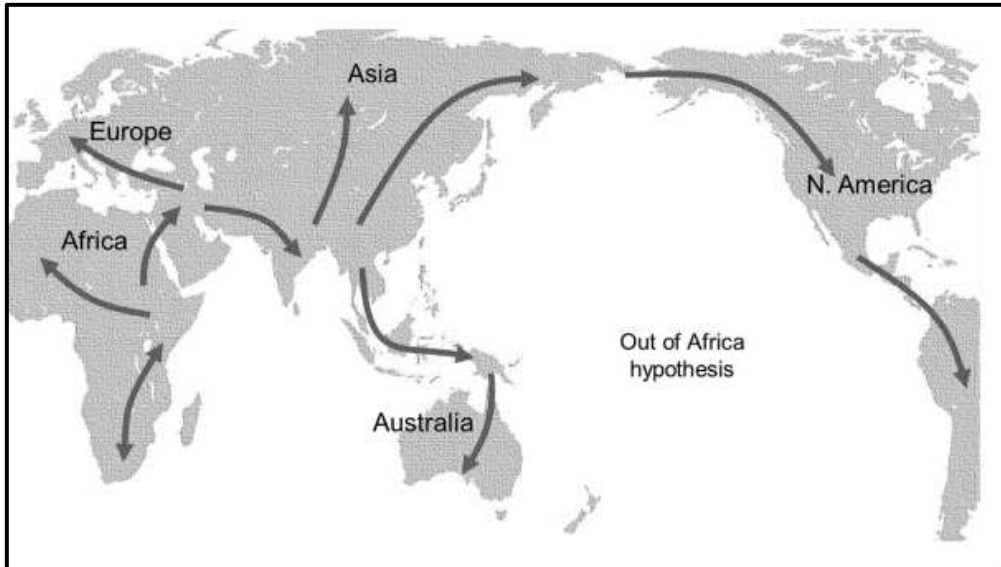 Asia
Europe
N. America
Africa
Out of Africa
hypothesis
Australia